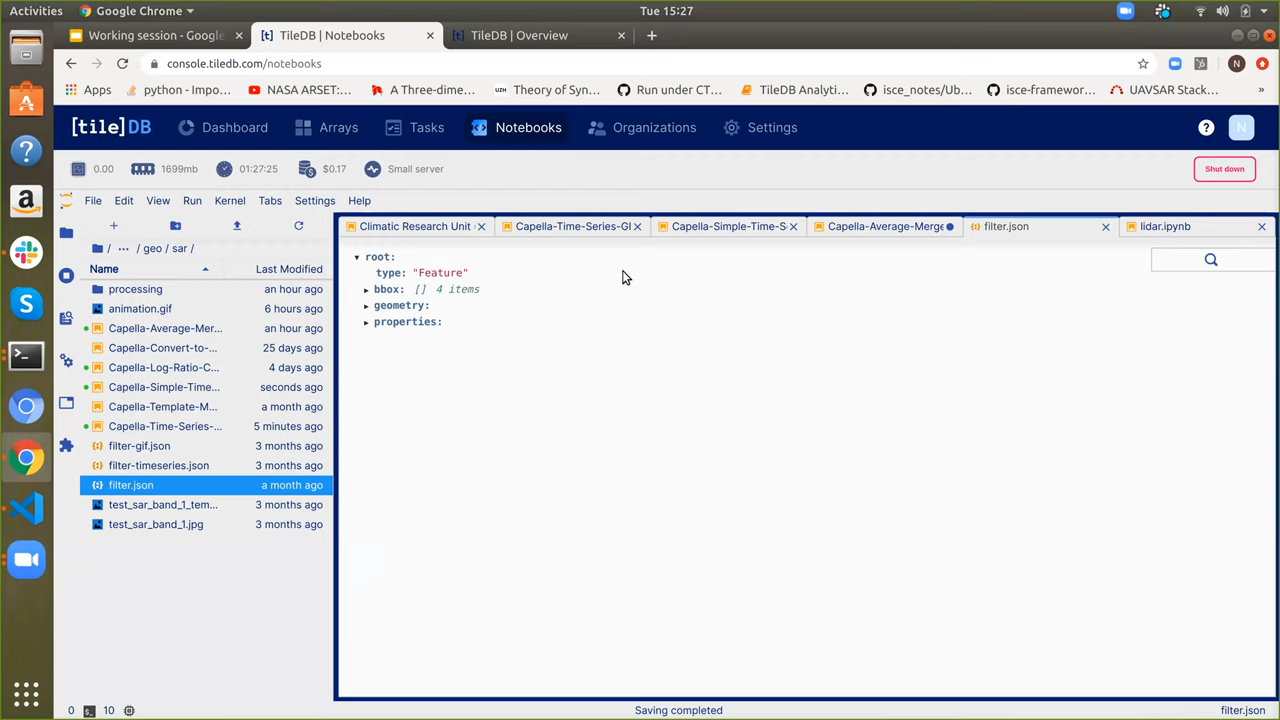 Activities
Google Chrome
Tue 15:27
Working session - Google
[t] TileDB | Notebooks
[t] TileDB | Overview
console.tiledb.com/notebooks
N
Apps
python - Impo...
NASA ARSET:...
A Three-dime...
UZH Theory of Syn...
Run under CT...
TileDB Analyti...
isce_notes/Ub...
isce-framewor...
UAVSAR Stack...
»
[tile]DB
Dashboard
Arrays
Tasks
Notebooks
Organizations
Settings
?
N
0.00
1699mb
01:27:25
$0.17
Small server
Shut down
File
Edit
View
Run
Kernel
Tabs
Settings
Help
/ ··· / geo / sar /
Name
Last Modified
processing an hour ago
animation.gif 6 hours ago
Capella-Average-Mer... an hour ago
Capella-Convert-to-... 25 days ago
Capella-Log-Ratio-C... 4 days ago
Capella-Simple-Time... seconds ago
Capella-Template-M... a month ago
Capella-Time-Series-... 5 minutes ago
filter-gif.json 3 months ago
filter-timeseries.json 3 months ago
filter.json a month ago
test_sar_band_1_tem... 3 months ago
test_sar_band_1.jpg 3 months ago
Climatic Research Unit
Capella-Time-Series-GI
Capella-Simple-Time-S
Capella-Average-Merge
filter.json
lidar.ipynb
root:
type: "Feature"
bbox: [] 4 items
geometry:
properties:
0
10
Saving completed
filter.json